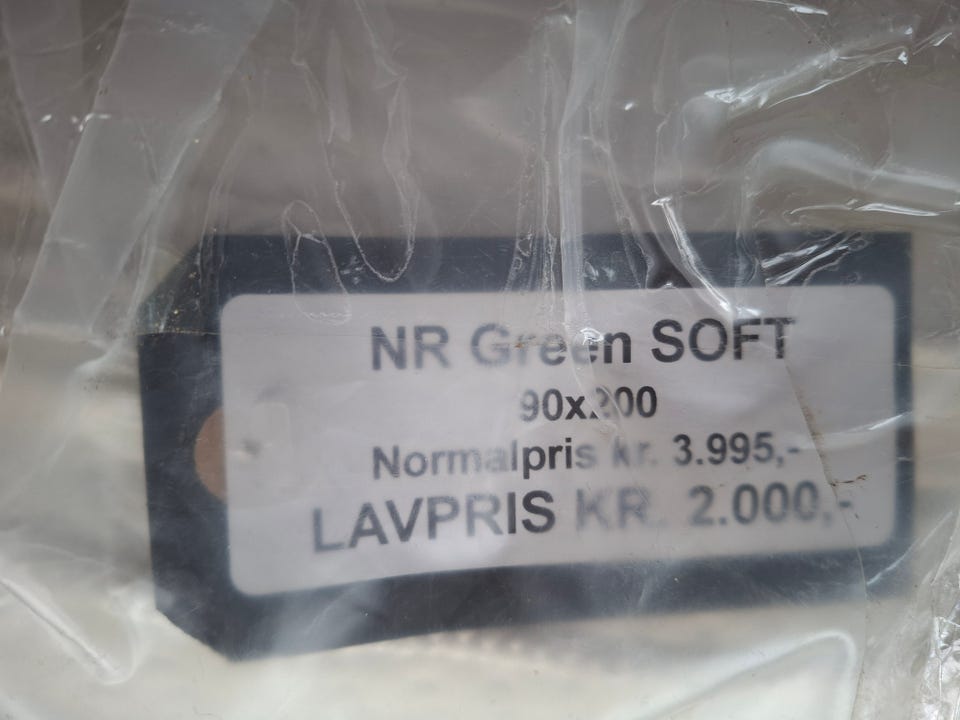 NR Green SOFT
90x200
Normalpris kr. 3.995,-
LAVPRIS KR. 2.000,-